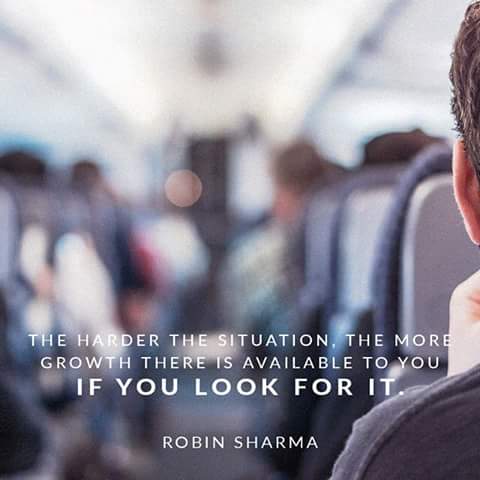 THE HARDER THE SITUATION, THE MORE
GROWTH THERE IS AVAILABLE TO YOU
IF YOU LOOK FOR IT.
ROBIN SHARMA